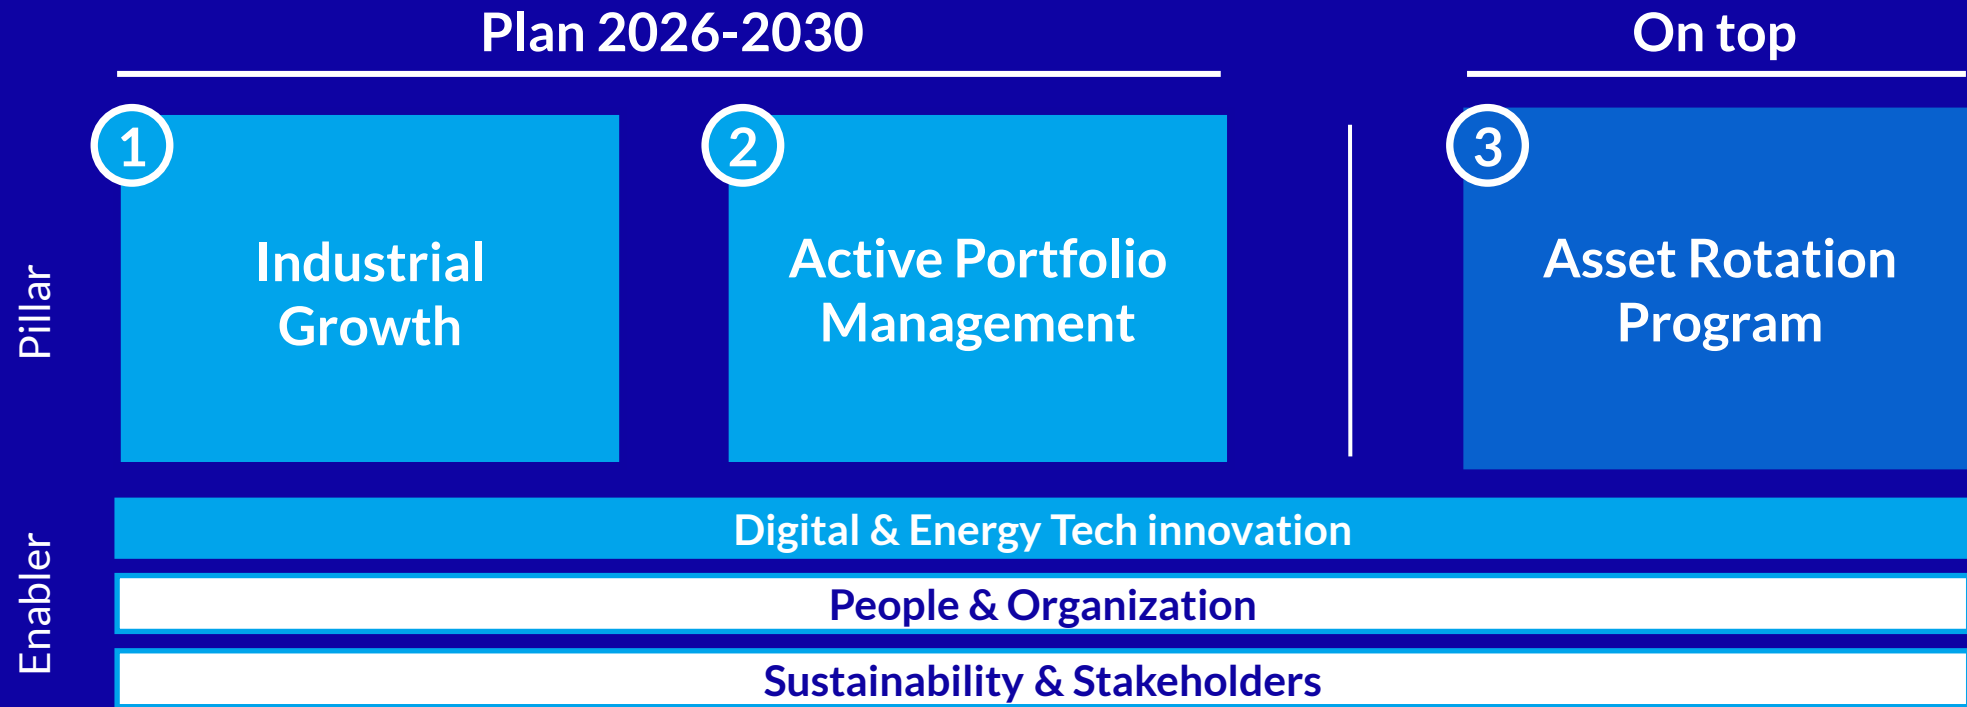 Plan 2026-2030
On top
Pillar
1
Industrial
Growth
2
Active Portfolio
Management
3
Asset Rotation
Program
Enabler
Digital & Energy Tech innovation
People & Organization
Sustainability & Stakeholders